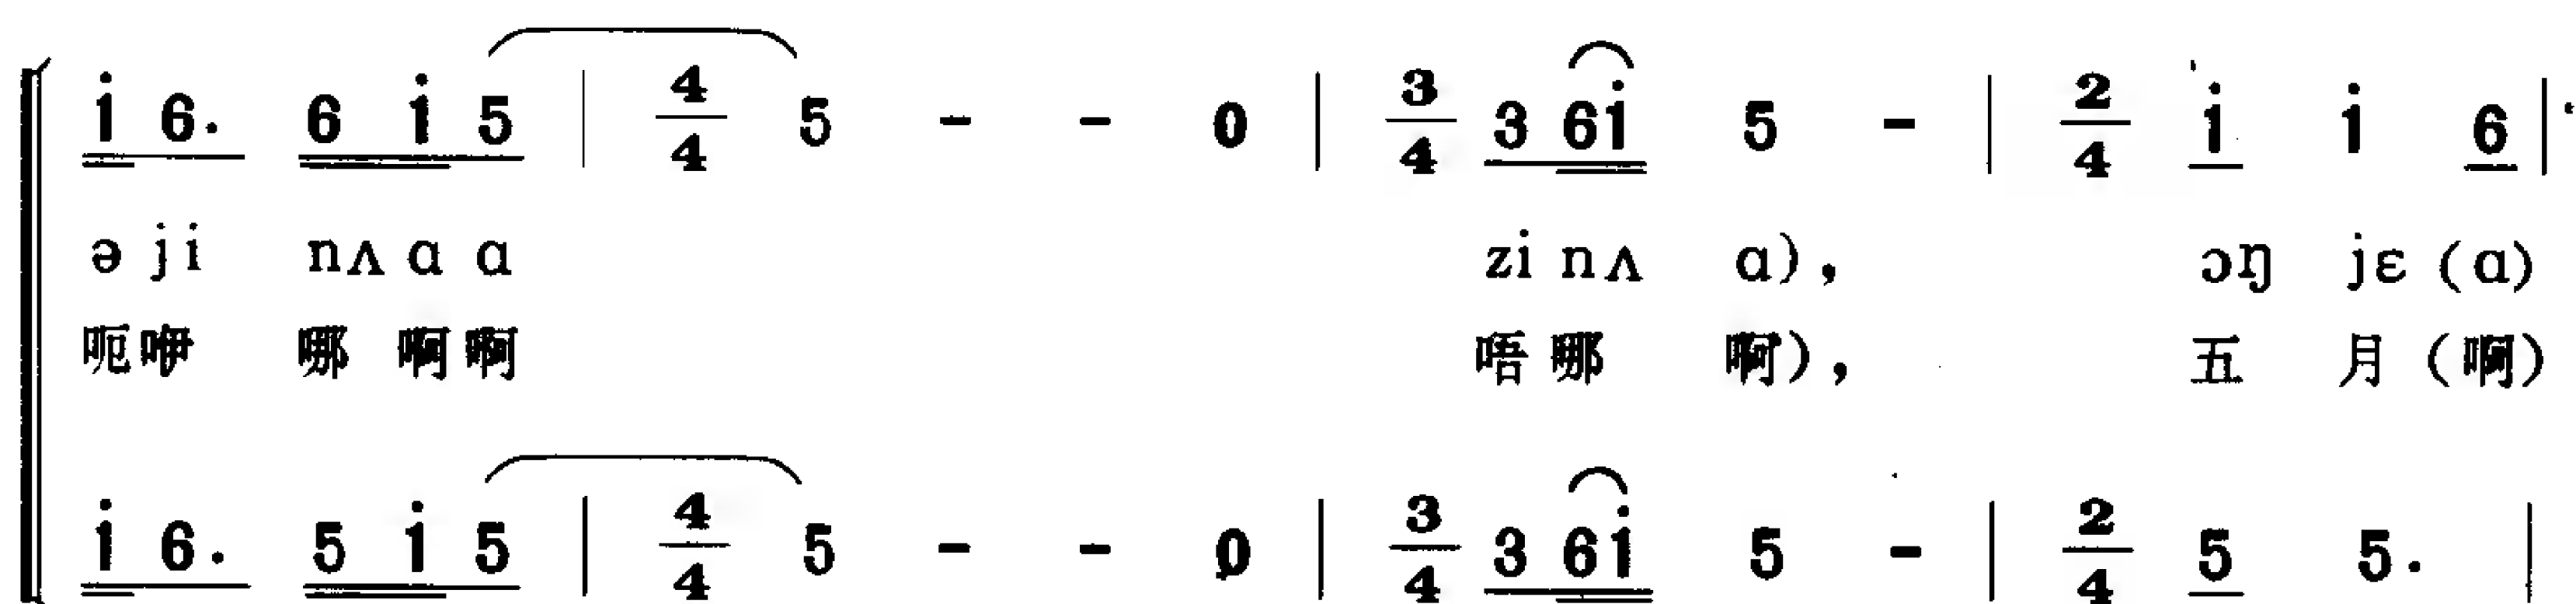 i̇ 6. 6 i̇ 5 | 4/4 5 - - 0 | 3/4 3 6i̇ 5 - | 2/4 i̇ i̇ 6 |
ə ji nʌ ɑ ɑ zi nʌ ɑ), ɔŋ jɛ (ɑ)
呃咿 哪 啊啊 唔哪 啊), 五 月 (啊)
i̇ 6. 5 i̇ 5 | 4/4 5 - - 0 | 3/4 3 6i̇ 5 - | 2/4 5 5. |